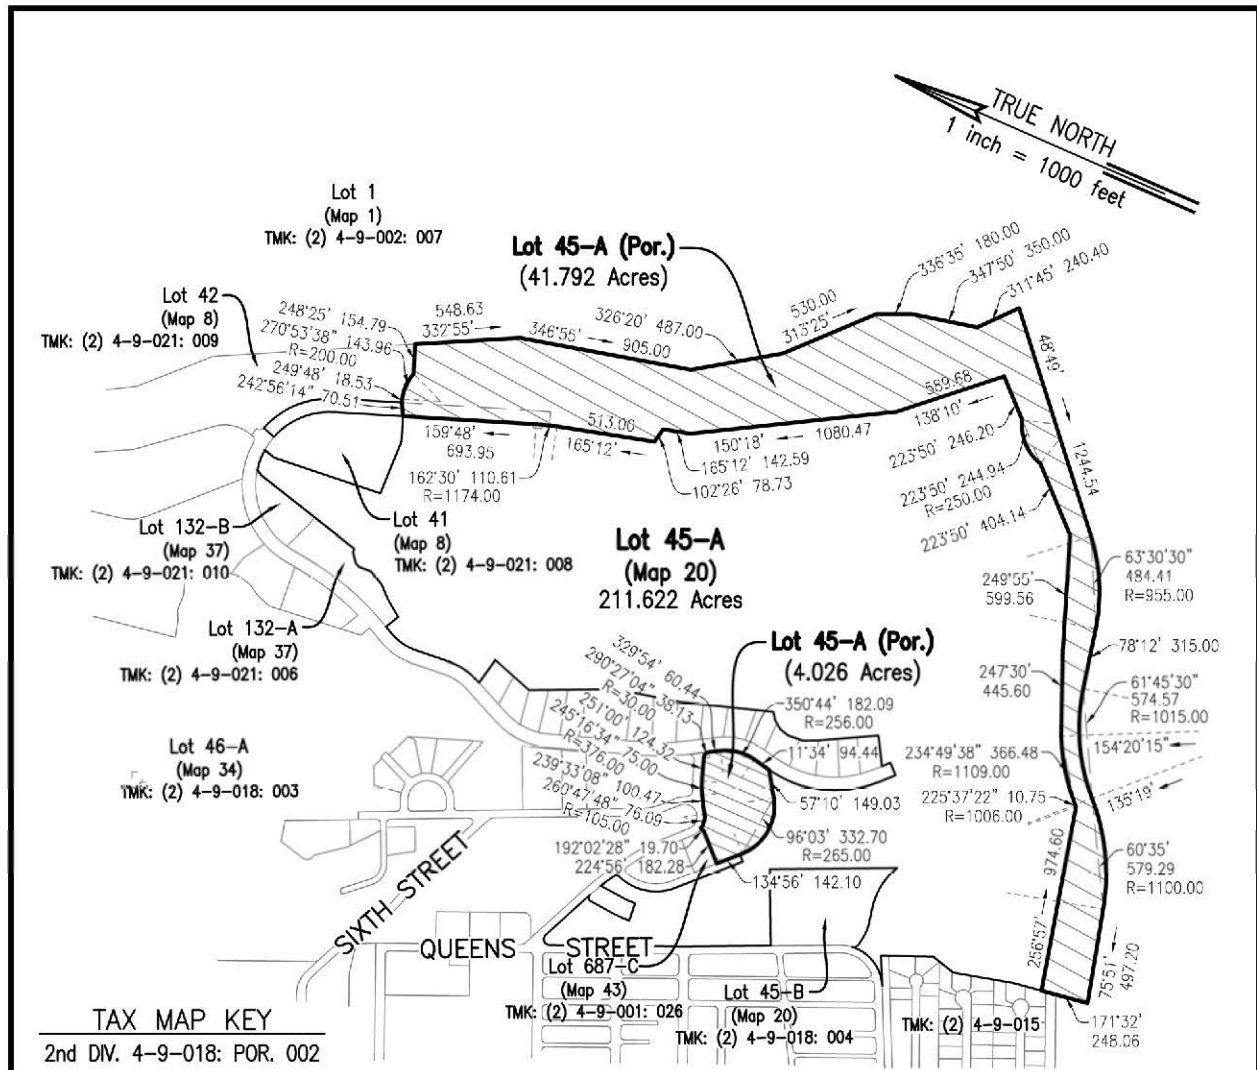 TRUE NORTH
1 inch = 1000 feet
Lot 1
(Map 1)
TMK: (2) 4-9-002: 007
Lot 45-A (Por.)
(41.792 Acres)
336°35' 180.00
347°50' 350.00
311°45' 240.40
Lot 42
(Map 8)
TMK: (2) 4-9-021: 009
248°25' 154.79
270°53'38" 143.96
R=200.00
249°48' 18.53
242°56'14" 70.51
548.63
332°55'
346°55'
905.00
326°20' 487.00
530.00
313°25'
48°49'
1244.54
589.68
138°10'
513.00
165°12'
159°48'
693.95
150°18'
1080.47
165°12' 142.59
102°26' 78.73
162°30' 110.61
R=1174.00
223°50' 246.20
223°50' 244.94
R=250.00
223°50' 404.14
Lot 132-B
(Map 37)
TMK: (2) 4-9-021: 010
Lot 41
(Map 8)
TMK: (2) 4-9-021: 008
Lot 45-A
(Map 20)
211.622 Acres
249°55'
599.56
63°30'30"
484.41
R=955.00
Lot 132-A
(Map 37)
TMK: (2) 4-9-021: 006
Lot 45-A (Por.)
(4.026 Acres)
329°54' 60.44
290°27'04" 38.13
R=30.00
251°00' 124.32
245°16'34" 75.00
R=376.00
239°33'08" 100.47
260°47'48" 76.09
R=105.00
192°02'28" 19.70
224°56' 182.28
350°44' 182.09
R=256.00
11°34' 94.44
57°10' 149.03
96°03' 332.70
R=265.00
134°56' 142.10
247°30'
445.60
78°12' 315.00
61°45'30"
574.57
R=1015.00
154°20'15"
234°49'38" 366.48
R=1109.00
135°19'
225°37'22" 10.75
R=1006.00
60°35'
579.29
R=1100.00
974.60
256°57'
75°51'
497.20
171°32'
248.06
Lot 46-A
(Map 34)
TMK: (2) 4-9-018: 003
SIXTH STREET
QUEENS STREET
Lot 687-C
(Map 43)
TMK: (2) 4-9-001: 026
Lot 45-B
(Map 20)
TMK: (2) 4-9-018: 004
TMK: (2) 4-9-015
TAX MAP KEY
2nd DIV. 4-9-018: POR. 002